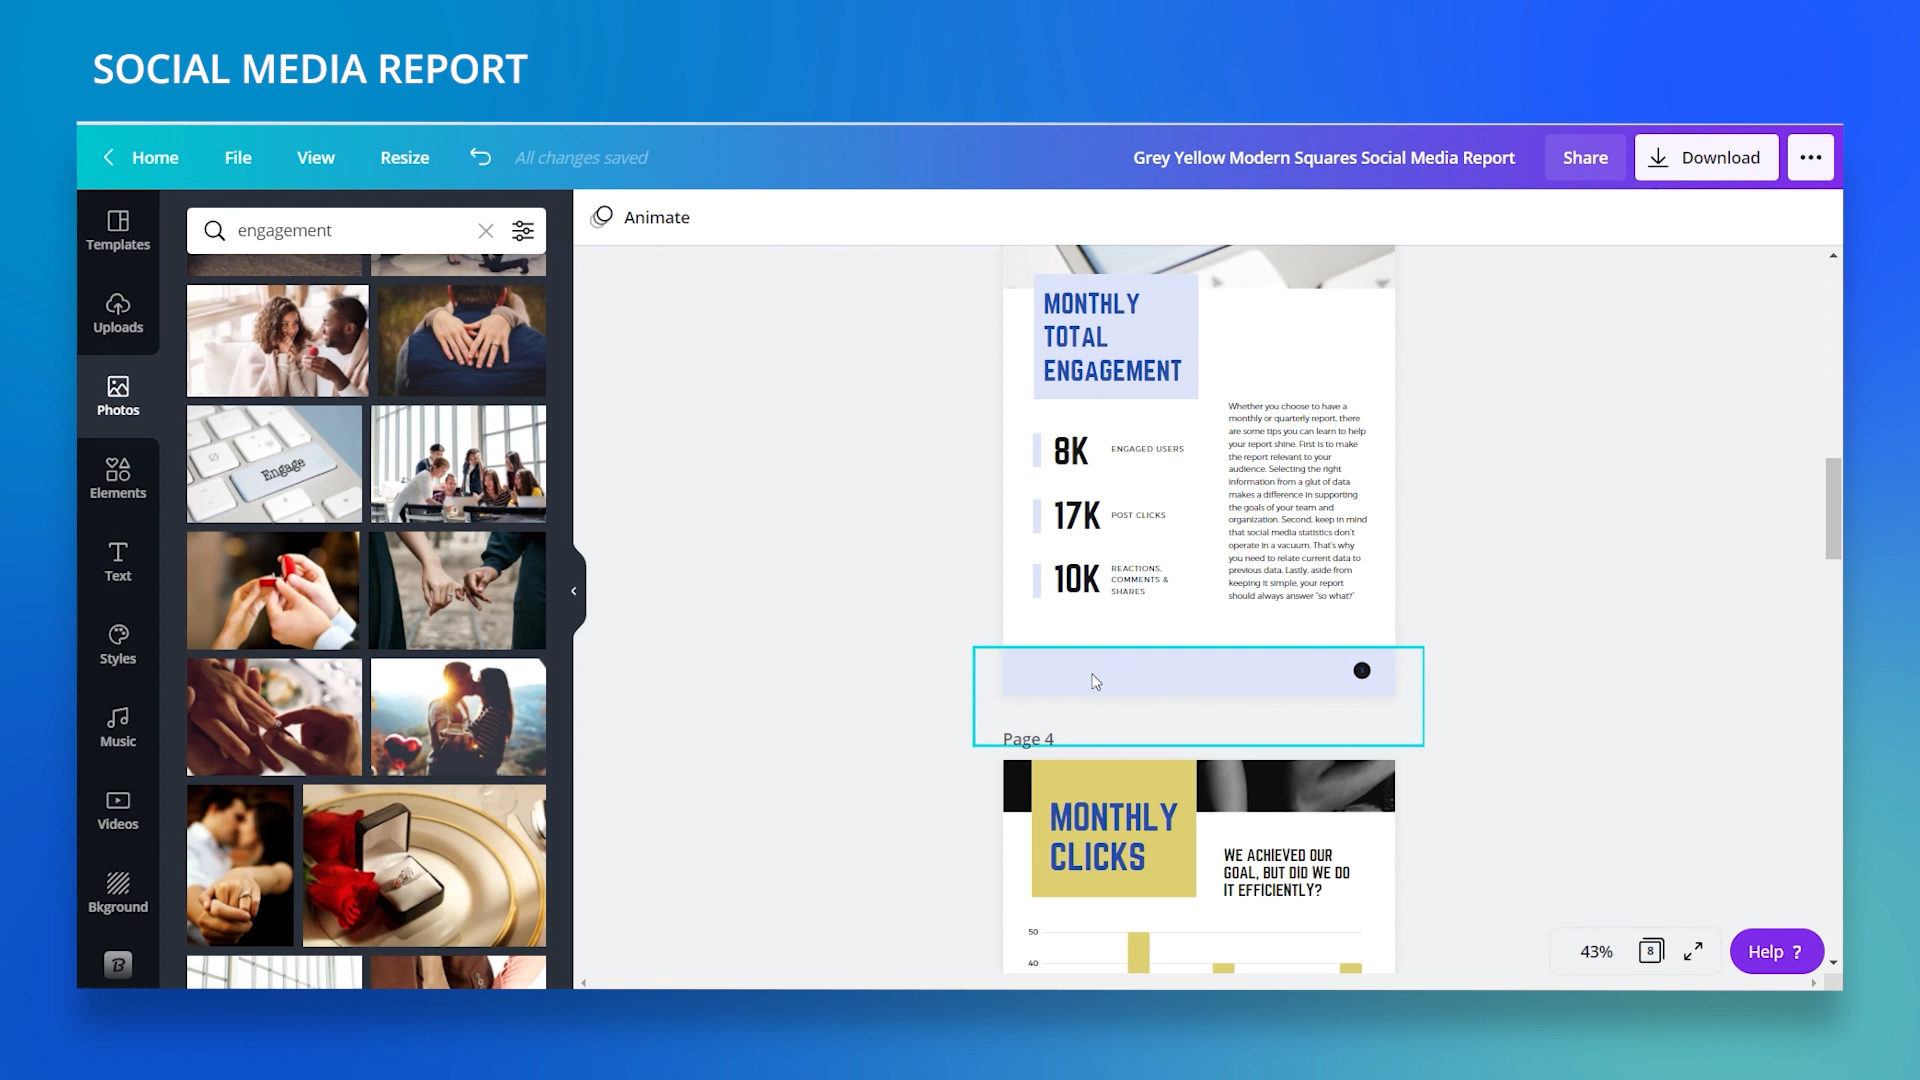 SOCIAL MEDIA REPORT
Home
File
View
Resize
All changes saved
Grey Yellow Modern Squares Social Media Report
Share
Download
Templates
Uploads
Photos
Elements
Text
Styles
Music
Videos
Bkground
engagement
Engage
Animate
MONTHLY
TOTAL
ENGAGEMENT
8K
ENGAGED USERS
17K
POST CLICKS
10K
REACTIONS,
COMMENTS &
SHARES
Whether you choose to have a
monthly or quarterly report, there
are some tips you can learn to help
your report shine. First is to make
the report relevant to your
audience. Selecting the right
information from a glut of data
makes a difference in supporting
the goals of your team and
organization. Second, keep in mind
that social media statistics don't
operate in a vacuum. That's why
you need to relate current data to
previous data. Lastly, aside from
keeping it simple, your report
should always answer "so what?"
Page 4
MONTHLY
CLICKS
WE ACHIEVED OUR
GOAL, BUT DID WE DO
IT EFFICIENTLY?
50
40
43%
8
Help ?